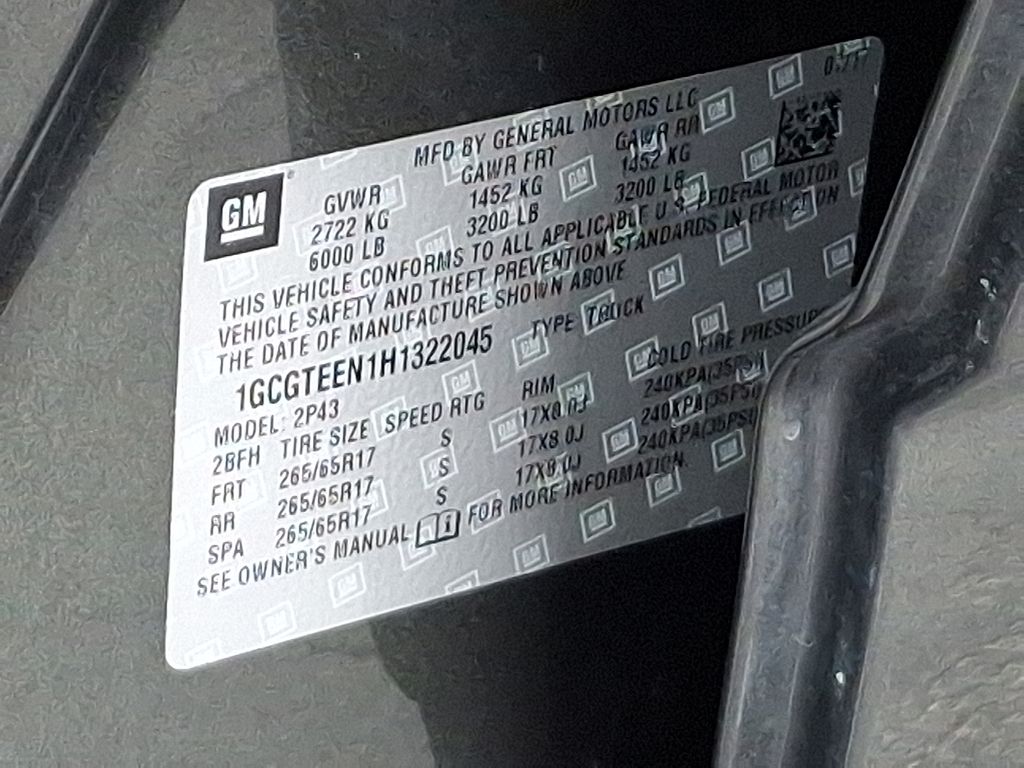 MFD BY GENERAL MOTORS LLC
GM GVWR GAWR FRT GAWR RR
2722 KG 1452 KG 1452 KG
6000 LB 3200 LB 3200 LB
THIS VEHICLE CONFORMS TO ALL APPLICABLE U.S. FEDERAL MOTOR
VEHICLE SAFETY AND THEFT PREVENTION STANDARDS IN EFFECT ON
THE DATE OF MANUFACTURE SHOWN ABOVE
1GCGTEEN1H1322045 TYPE TRUCK
MODEL: 2P43
2BFH TIRE SIZE SPEED RTG RIM COLD TIRE PRESSURE
FRT 265/65R17 S 17X8.0J 240KPA(35PSI)
RR 265/65R17 S 17X8.0J 240KPA(35PSI)
SPA 265/65R17 S 17X8.0J 240KPA(35PSI)
SEE OWNER'S MANUAL FOR MORE INFORMATION.